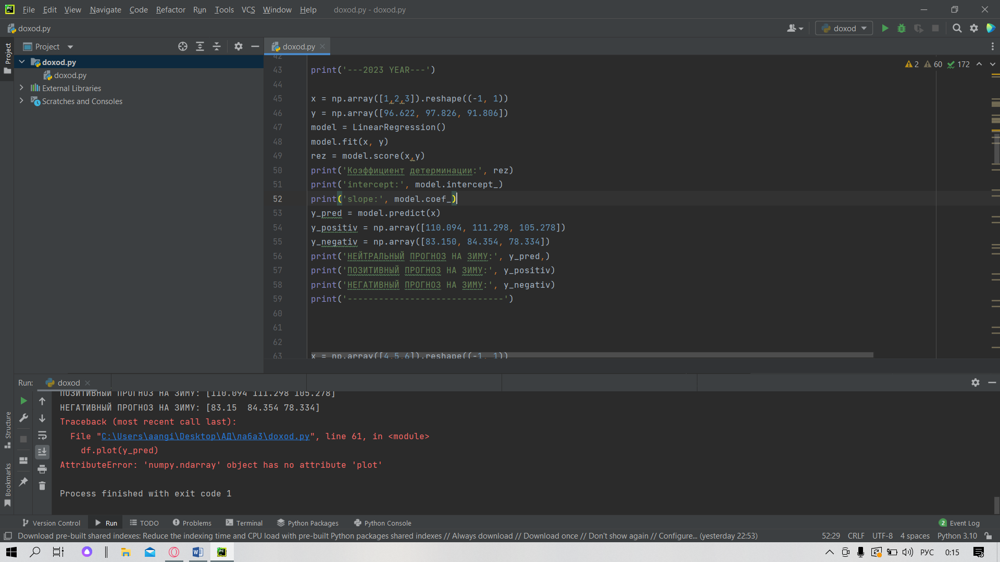 File Edit View Navigate Code Refactor Run Tools VCS Window Help doxod.py - doxod.py
doxod.py
doxod
Project
doxod.py
doxod.py
doxod.py
External Libraries
Scratches and Consoles
Project
Structure
Bookmarks
2 60 172
42
43 print('---2023 YEAR---')
44
45 x = np.array([1,2,3]).reshape((-1, 1))
46 y = np.array([96.622, 97.826, 91.806])
47 model = LinearRegression()
48 model.fit(x, y)
49 rez = model.score(x,y)
50 print('Коэффициент детерминации:', rez)
51 print('intercept:', model.intercept_)
52 print('slope:', model.coef_)
53 y_pred = model.predict(x)
54 y_positiv = np.array([110.094, 111.298, 105.278])
55 y_negativ = np.array([83.150, 84.354, 78.334])
56 print('НЕЙТРАЛЬНЫЙ ПРОГНОЗ НА ЗИМУ:', y_pred,)
57 print('ПОЗИТИВНЫЙ ПРОГНОЗ НА ЗИМУ:', y_positiv)
58 print('НЕГАТИВНЫЙ ПРОГНОЗ НА ЗИМУ:', y_negativ)
59 print('------------------------------')
60
61
62
63 x = np.array([4,5,6]).reshape((-1, 1))
Run: doxod
ПОЗИТИВНЫЙ ПРОГНОЗ НА ЗИМУ: [110.094 111.298 105.278]
НЕГАТИВНЫЙ ПРОГНОЗ НА ЗИМУ: [83.15  84.354 78.334]
Traceback (most recent call last):
File "C:\Users\aangi\Desktop\АД\лаба3\doxod.py", line 61, in <module>
df.plot(y_pred)
AttributeError: 'numpy.ndarray' object has no attribute 'plot'
Process finished with exit code 1
Version Control Run TODO Problems Terminal Python Packages Python Console 2 Event Log
Download pre-built shared indexes: Reduce the indexing time and CPU load with pre-built Python packages shared indexes // Always download // Download once // Don't show again // Configure... (yesterday 22:53) 52:29 CRLF UTF-8 4 spaces Python 3.10
РУС 0:15